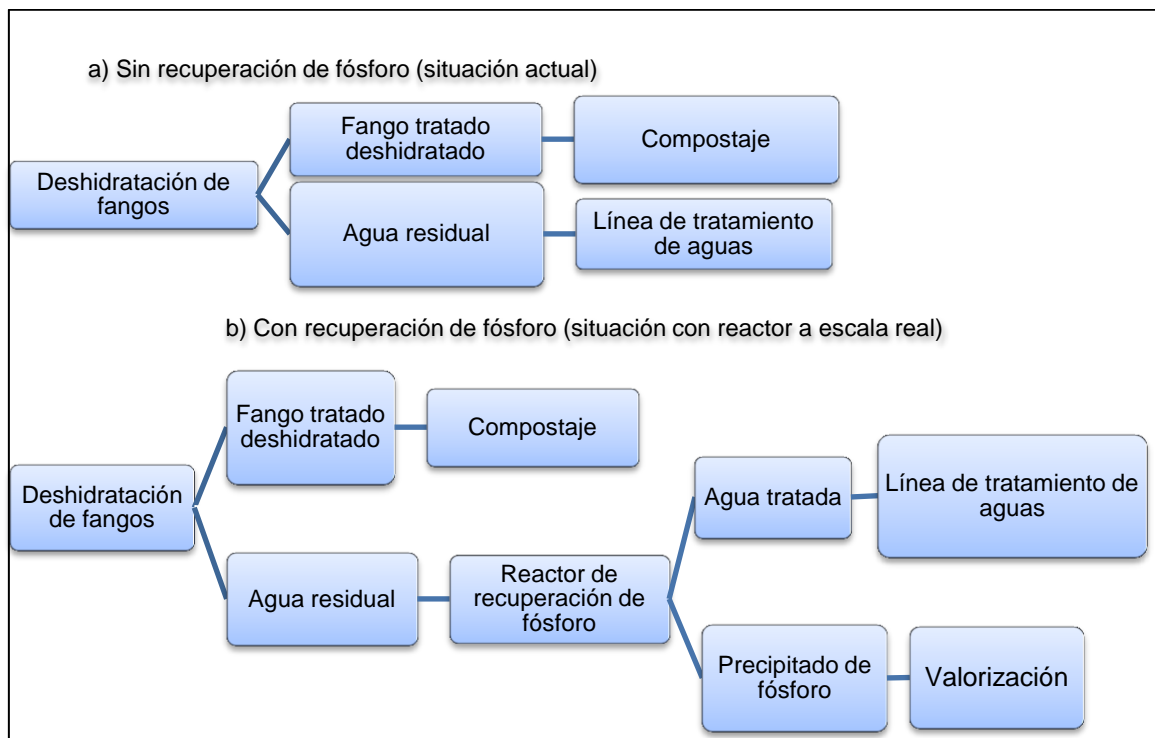 a) Sin recuperación de fósforo (situación actual)
Fango tratado
deshidratado
Compostaje
Deshidratación de
fangos
Agua residual
Línea de tratamiento
de aguas
b) Con recuperación de fósforo (situación con reactor a escala real)
Fango tratado
deshidratado
Compostaje
Deshidratación
de fangos
Agua tratada
Línea de tratamiento de
aguas
Agua residual
Reactor de
recuperación de
fósforo
Precipitado de
fósforo
Valorización